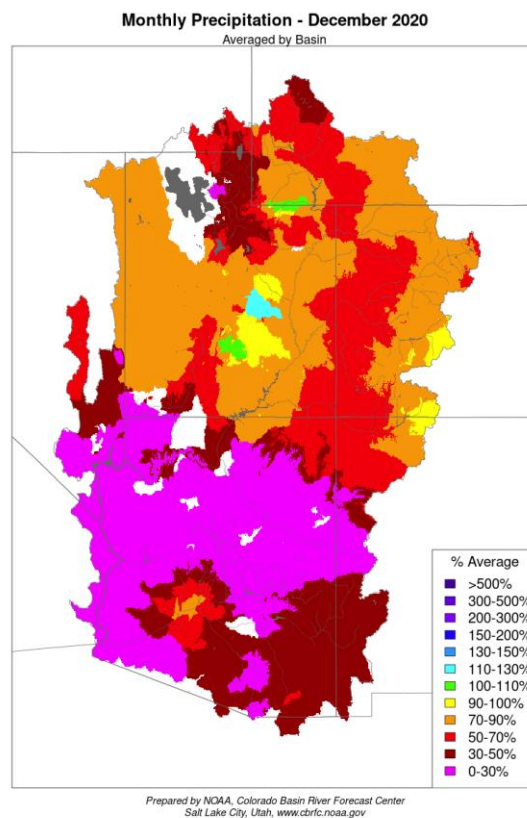 Monthly Precipitation - December 2020
Averaged by Basin
% Average
>500%
300-500%
200-300%
150-200%
130-150%
110-130%
100-110%
90-100%
70-90%
50-70%
30-50%
0-30%
Prepared by NOAA, Colorado Basin River Forecast Center
Salt Lake City, Utah, www.cbrfc.noaa.gov